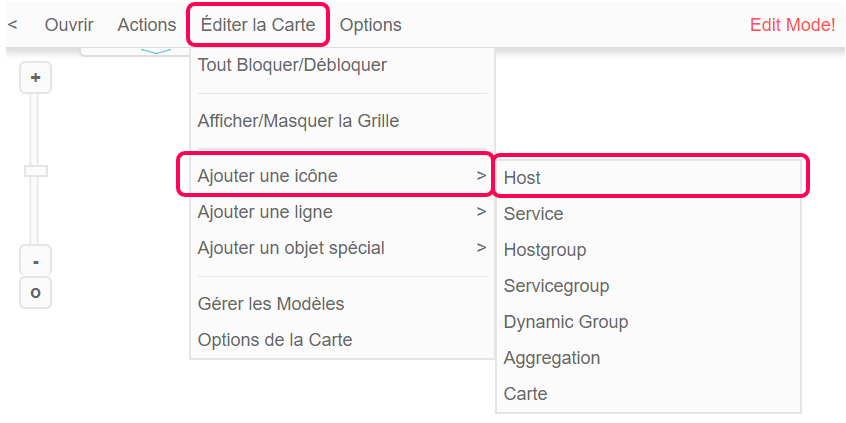 < Ouvrir Actions Éditer la Carte Options Edit Mode!
Tout Bloquer/Débloquer
Afficher/Masquer la Grille
Ajouter une icône >
Ajouter une ligne >
Ajouter un objet spécial >
Gérer les Modèles
Options de la Carte
Host
Service
Hostgroup
Servicegroup
Dynamic Group
Aggregation
Carte
+
-
o